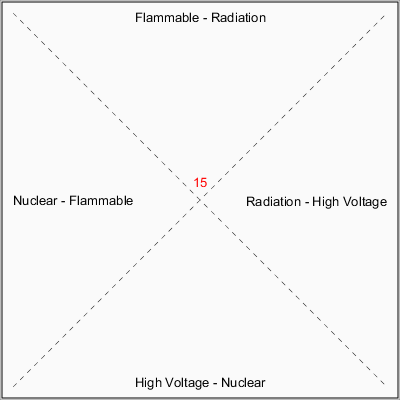 Flammable - Radiation
15
Nuclear - Flammable
Radiation - High Voltage
High Voltage - Nuclear